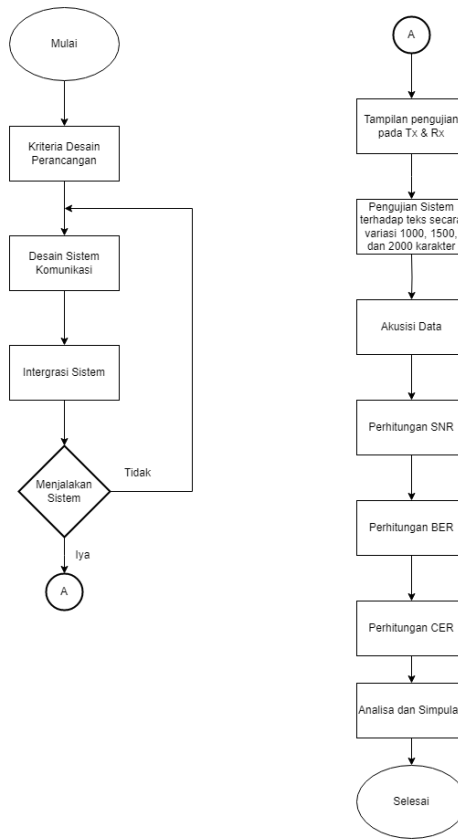 Mulai
Kriteria Desain
Perancangan
Desain Sistem
Komunikasi
Intergrasi Sistem
Menjalakan
Sistem
Tidak
Iya
A
A
Tampilan pengujian
pada Tx & Rx
Pengujian Sistem
terhadap teks secara
variasi 1000, 1500,
dan 2000 karakter
Akusisi Data
Perhitungan SNR
Perhitungan BER
Perhitungan CER
Analisa dan Simpula
Selesai